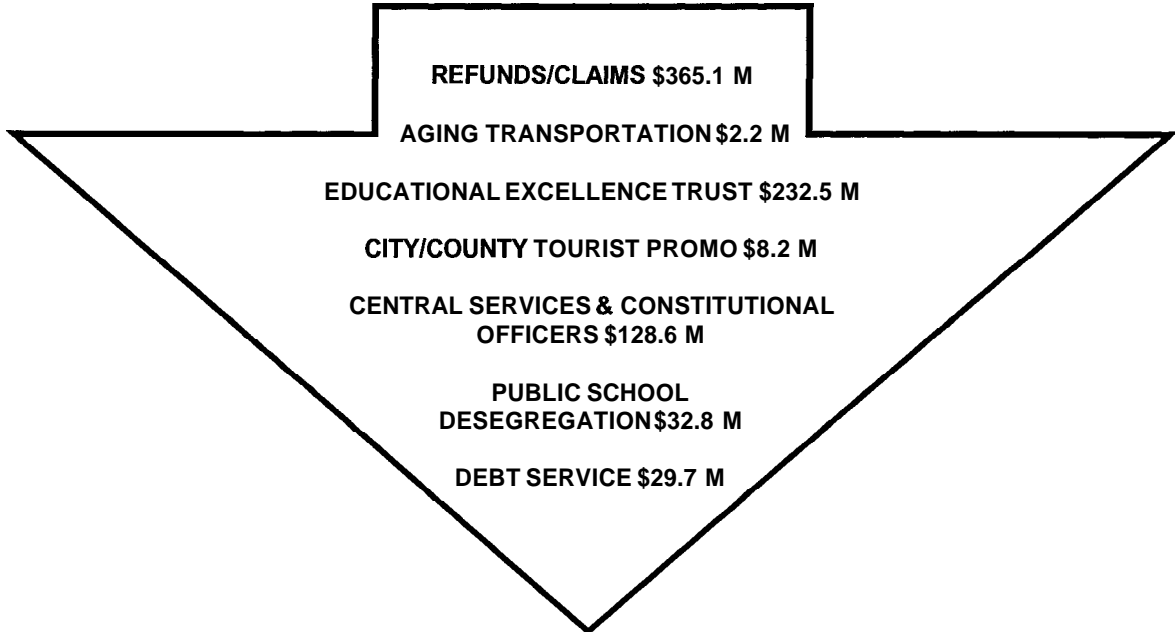 REFUNDS/CLAIMS $365.1 M
AGING TRANSPORTATION $2.2 M
EDUCATIONAL EXCELLENCE TRUST $232.5 M
CITY/COUNTY TOURIST PROMO $8.2 M
CENTRAL SERVICES & CONSTITUTIONAL
OFFICERS $128.6 M
PUBLIC SCHOOL
DESEGREGATION $32.8 M
DEBT SERVICE $29.7 M